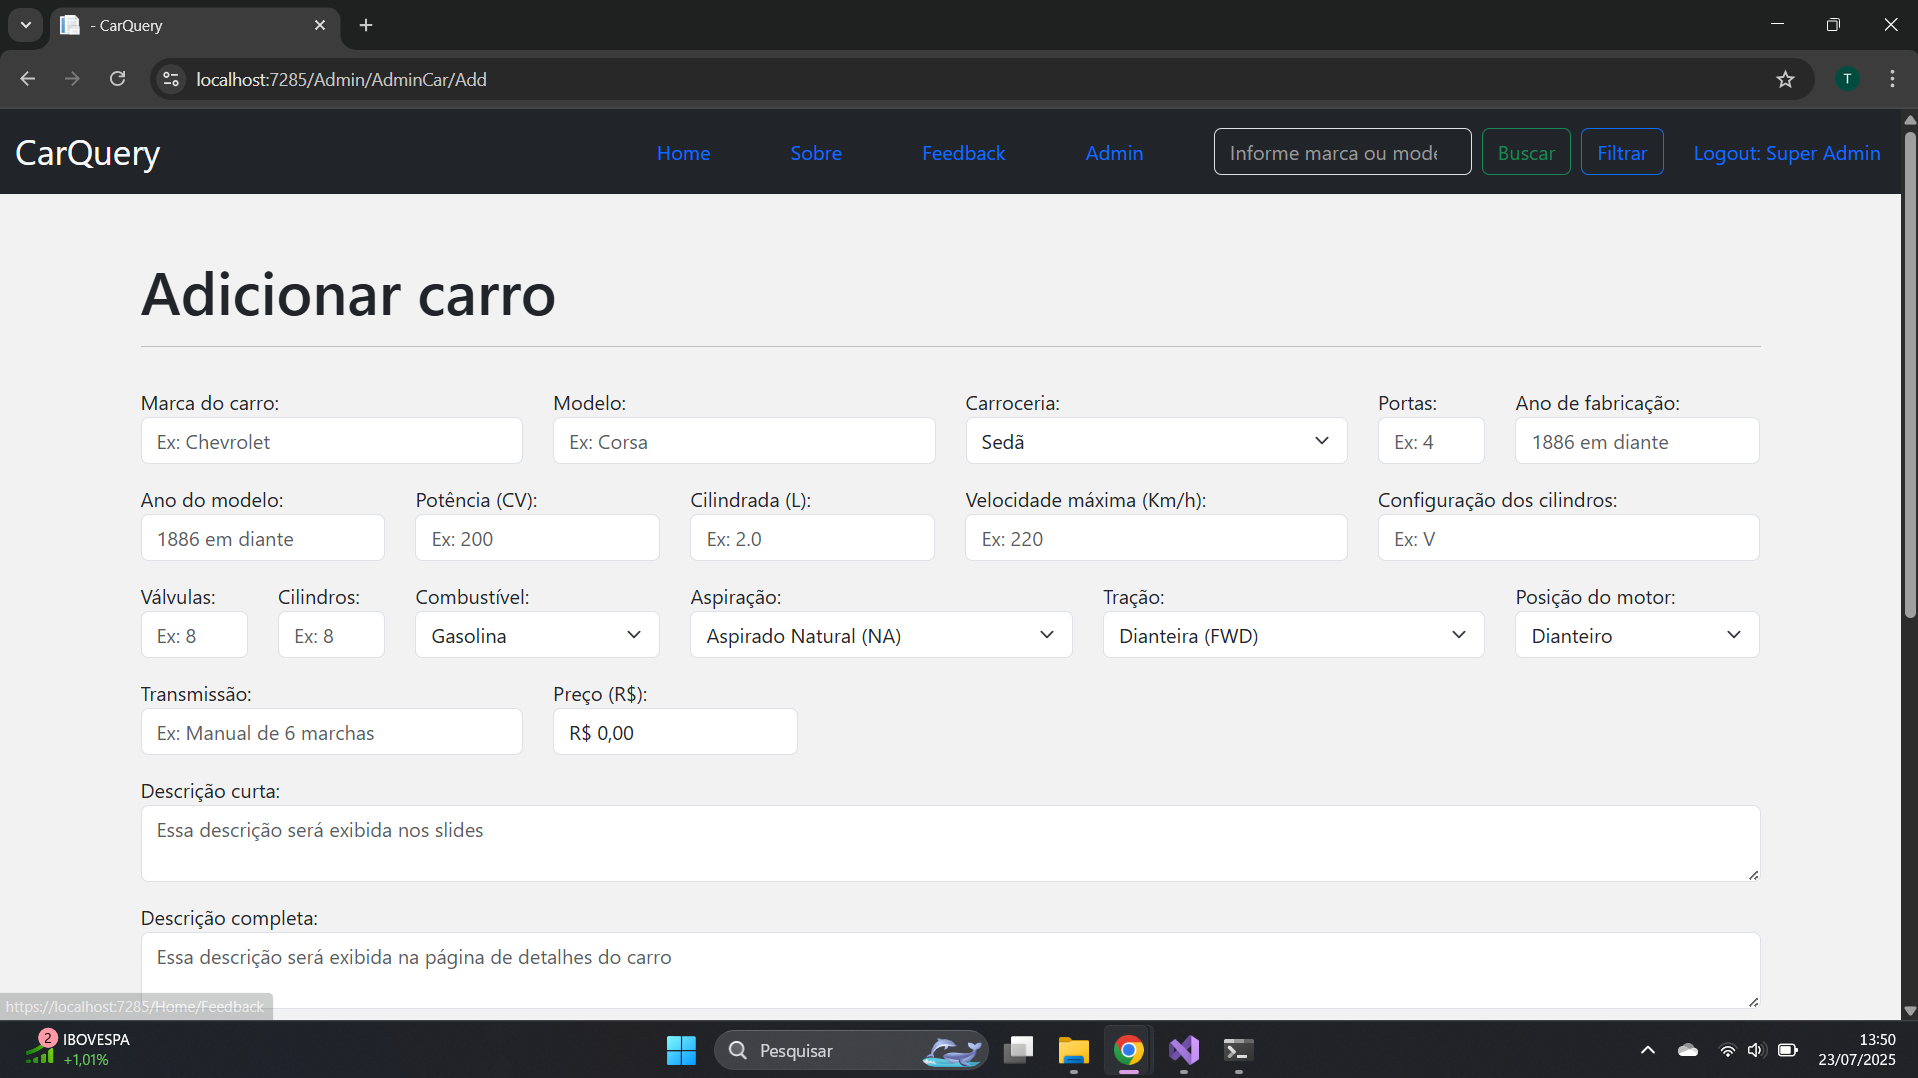 - CarQuery
localhost:7285/Admin/AdminCar/Add
T
CarQuery Home Sobre Feedback Admin Informe marca ou mode Buscar Filtrar Logout: Super Admin
Adicionar carro
Marca do carro: Modelo: Carroceria: Portas: Ano de fabricação:
Ex: Chevrolet Ex: Corsa Sedã Ex: 4 1886 em diante
Ano do modelo: Potência (CV): Cilindrada (L): Velocidade máxima (Km/h): Configuração dos cilindros:
1886 em diante Ex: 200 Ex: 2.0 Ex: 220 Ex: V
Válvulas: Cilindros: Combustível: Aspiração: Tração: Posição do motor:
Ex: 8 Ex: 8 Gasolina Aspirado Natural (NA) Dianteira (FWD) Dianteiro
Transmissão: Preço (R$):
Ex: Manual de 6 marchas R$ 0,00
Descrição curta:
Essa descrição será exibida nos slides
Descrição completa:
Essa descrição será exibida na página de detalhes do carro
https://localhost:7285/Home/Feedback
2 IBOVESPA
+1,01%
Pesquisar
13:50
23/07/2025